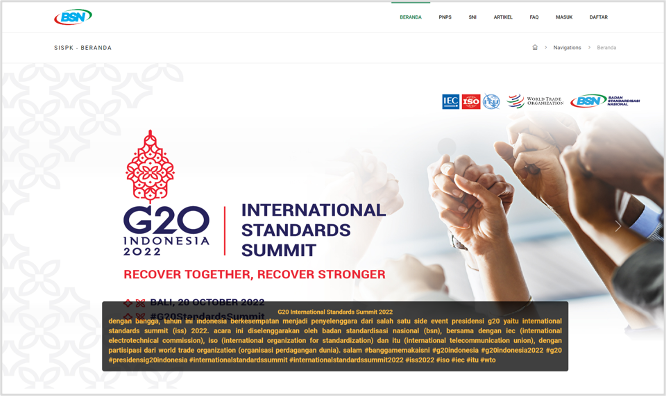 BSN
BERANDA PNPS SNI ARTIKEL FAQ MASUK DAFTAR
SISPK - BERANDA
Navigations > Beranda
IEC ISO ITU WORLD TRADE ORGANIZATION BSN BADAN STANDARDISASI NASIONAL
G20
INDONESIA
2022
INTERNATIONAL
STANDARDS
SUMMIT
RECOVER TOGETHER, RECOVER STRONGER
BALI, 20 OCTOBER 2022
#G20StandardsSummit
G20 International Standards Summit 2022
dengan bangga, tahun ini indonesia berkesempatan menjadi penyelenggara dari salah satu side event presidensi g20 yaitu international
standards summit (iss) 2022. acara ini diselenggarakan oleh badan standardisasi nasional (bsn), bersama dengan iec (international
electrotechnical commission), iso (international organization for standardization) dan itu (international telecommunication union), dengan
partisipasi dari world trade organization (organisasi perdagangan dunia). salam #banggamemakaisni #g20indonesia #g20indonesia2022 #g20
#presidensig20indonesia #internationalstandardssummit #internationalstandardssummit2022 #iss2022 #iso #iec #itu #wto